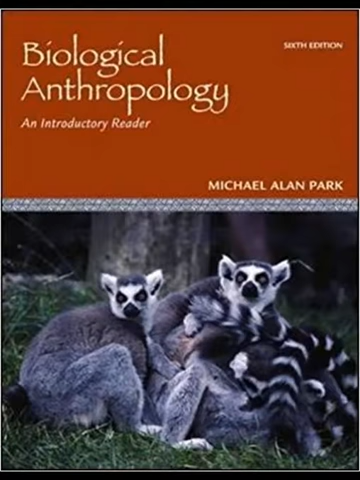 SIXTH EDITION
Biological
Anthropology
An Introductory Reader
MICHAEL ALAN PARK